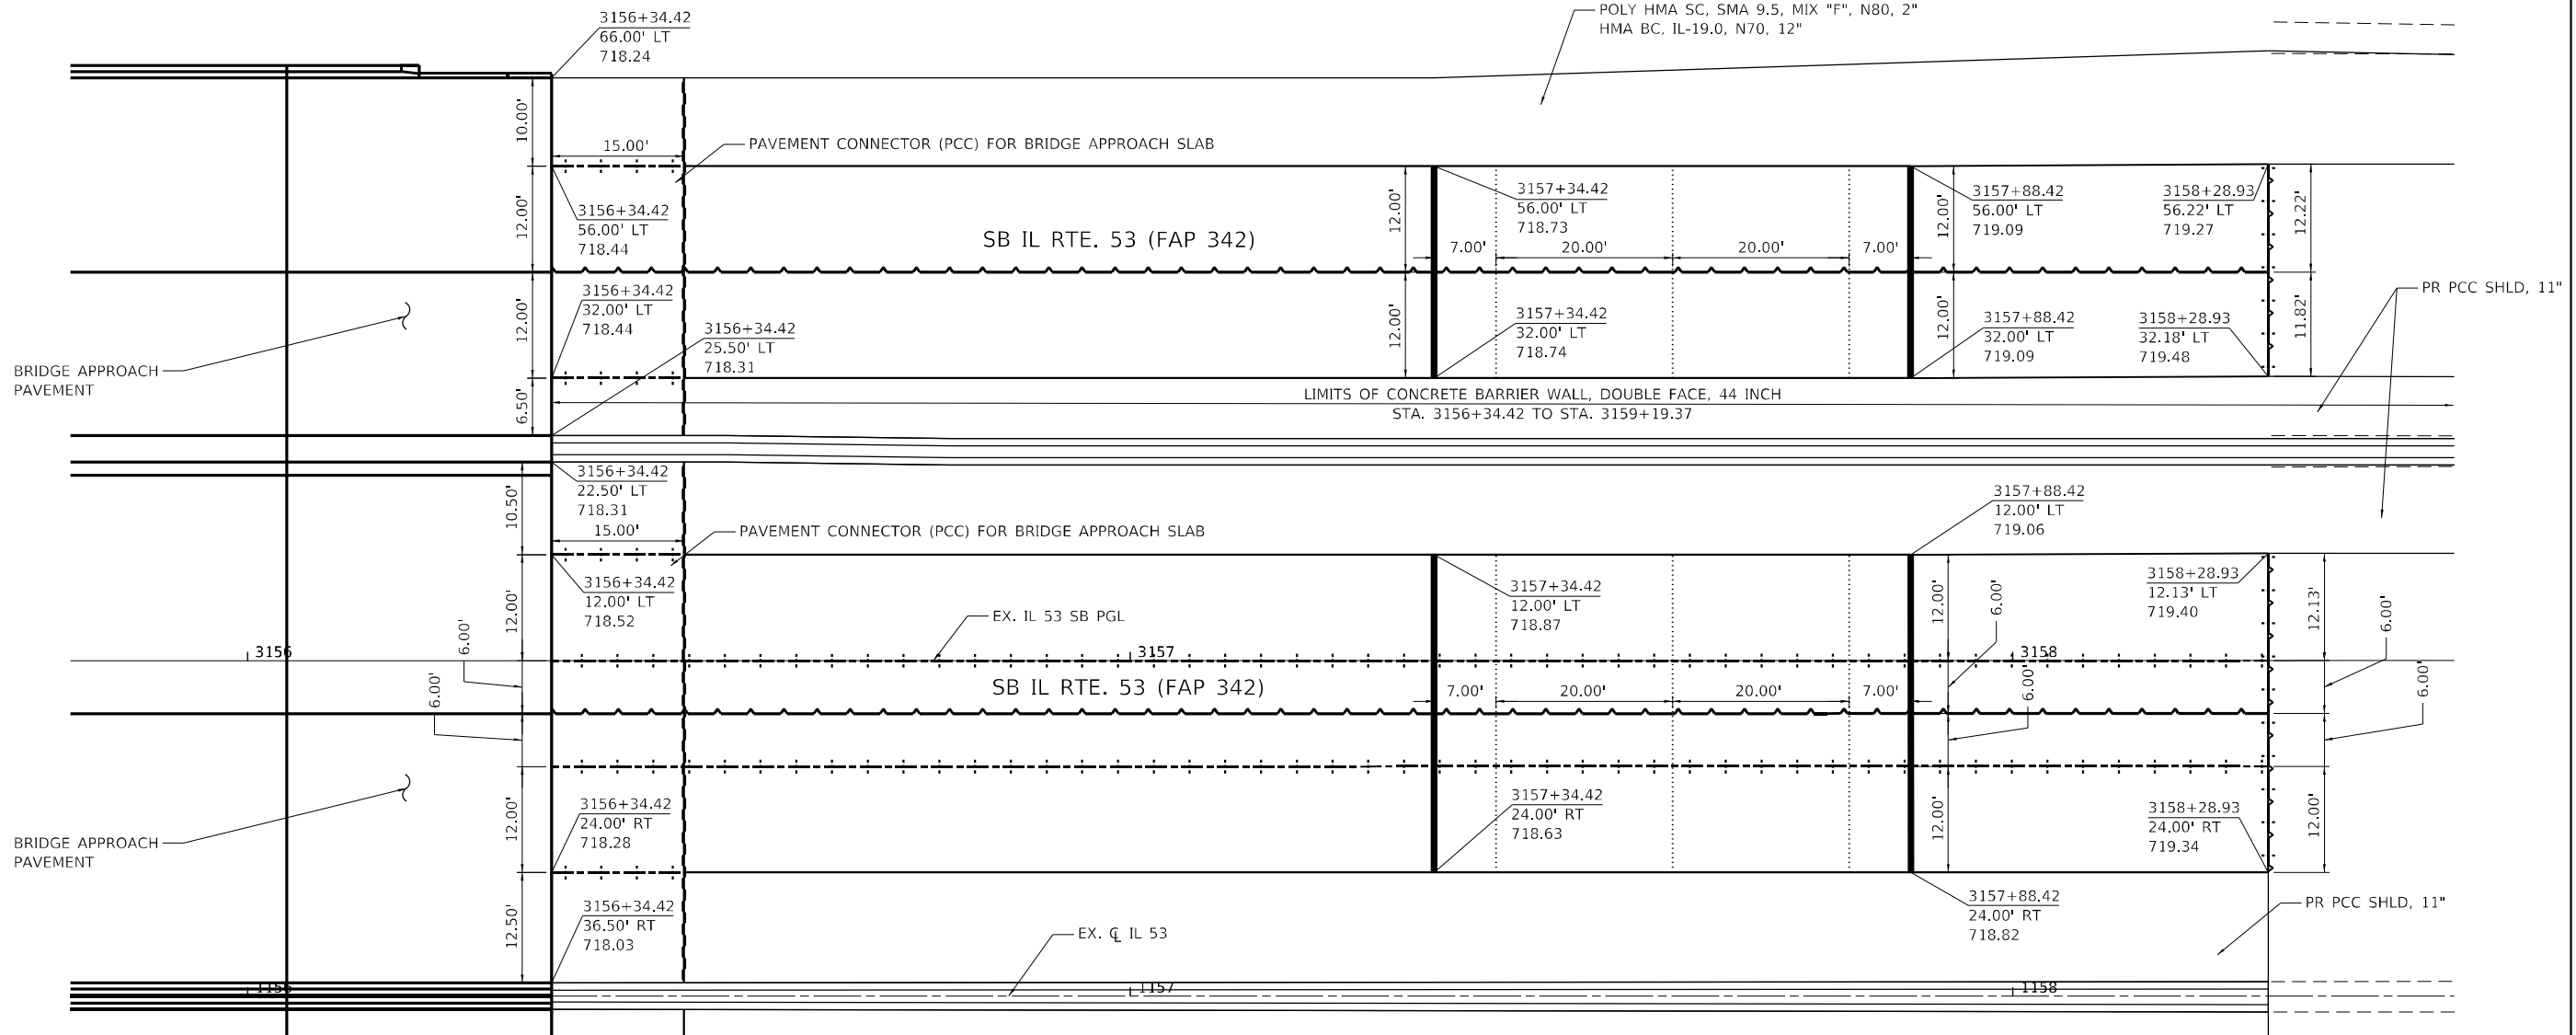 3156+34.42
66.00' LT
718.24
POLY HMA SC, SMA 9.5, MIX "F", N80, 2"
HMA BC, IL-19.0, N70, 12"
10.00'
15.00'
PAVEMENT CONNECTOR (PCC) FOR BRIDGE APPROACH SLAB
12.00'
3156+34.42
56.00' LT
718.44
SB IL RTE. 53 (FAP 342)
12.00'
3157+34.42
56.00' LT
718.73
7.00'
20.00'
20.00'
7.00'
12.00'
3157+88.42
56.00' LT
719.09
3158+28.93
56.22' LT
719.27
12.22'
12.00'
3156+34.42
32.00' LT
718.44
3156+34.42
25.50' LT
718.31
12.00'
3157+34.42
32.00' LT
718.74
12.00'
3157+88.42
32.00' LT
719.09
3158+28.93
32.18' LT
719.48
11.82'
PR PCC SHLD, 11"
BRIDGE APPROACH
PAVEMENT
6.50'
LIMITS OF CONCRETE BARRIER WALL, DOUBLE FACE, 44 INCH
STA. 3156+34.42 TO STA. 3159+19.37
10.50'
3156+34.42
22.50' LT
718.31
15.00'
PAVEMENT CONNECTOR (PCC) FOR BRIDGE APPROACH SLAB
3157+88.42
12.00' LT
719.06
12.00'
3156+34.42
12.00' LT
718.52
EX. IL 53 SB PGL
3157+34.42
12.00' LT
718.87
12.00'
6.00'
3158+28.93
12.13' LT
719.40
12.13'
6.00'
3156
6.00'
3157
3158
6.00'
SB IL RTE. 53 (FAP 342)
7.00'
20.00'
20.00'
7.00'
6.00'
6.00'
12.00'
3156+34.42
24.00' RT
718.28
3157+34.42
24.00' RT
718.63
12.00'
3158+28.93
24.00' RT
719.34
12.00'
BRIDGE APPROACH
PAVEMENT
12.50'
3156+34.42
36.50' RT
718.03
EX. ℄ IL 53
3157+88.42
24.00' RT
718.82
PR PCC SHLD, 11"
1156
1157
1158